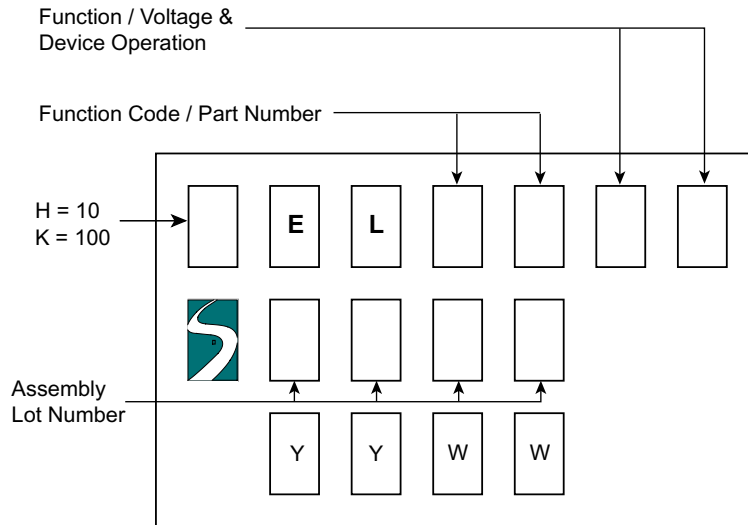 Function / Voltage &
Device Operation
Function Code / Part Number
H = 10
K = 100
E L
Assembly
Lot Number
Y Y W W